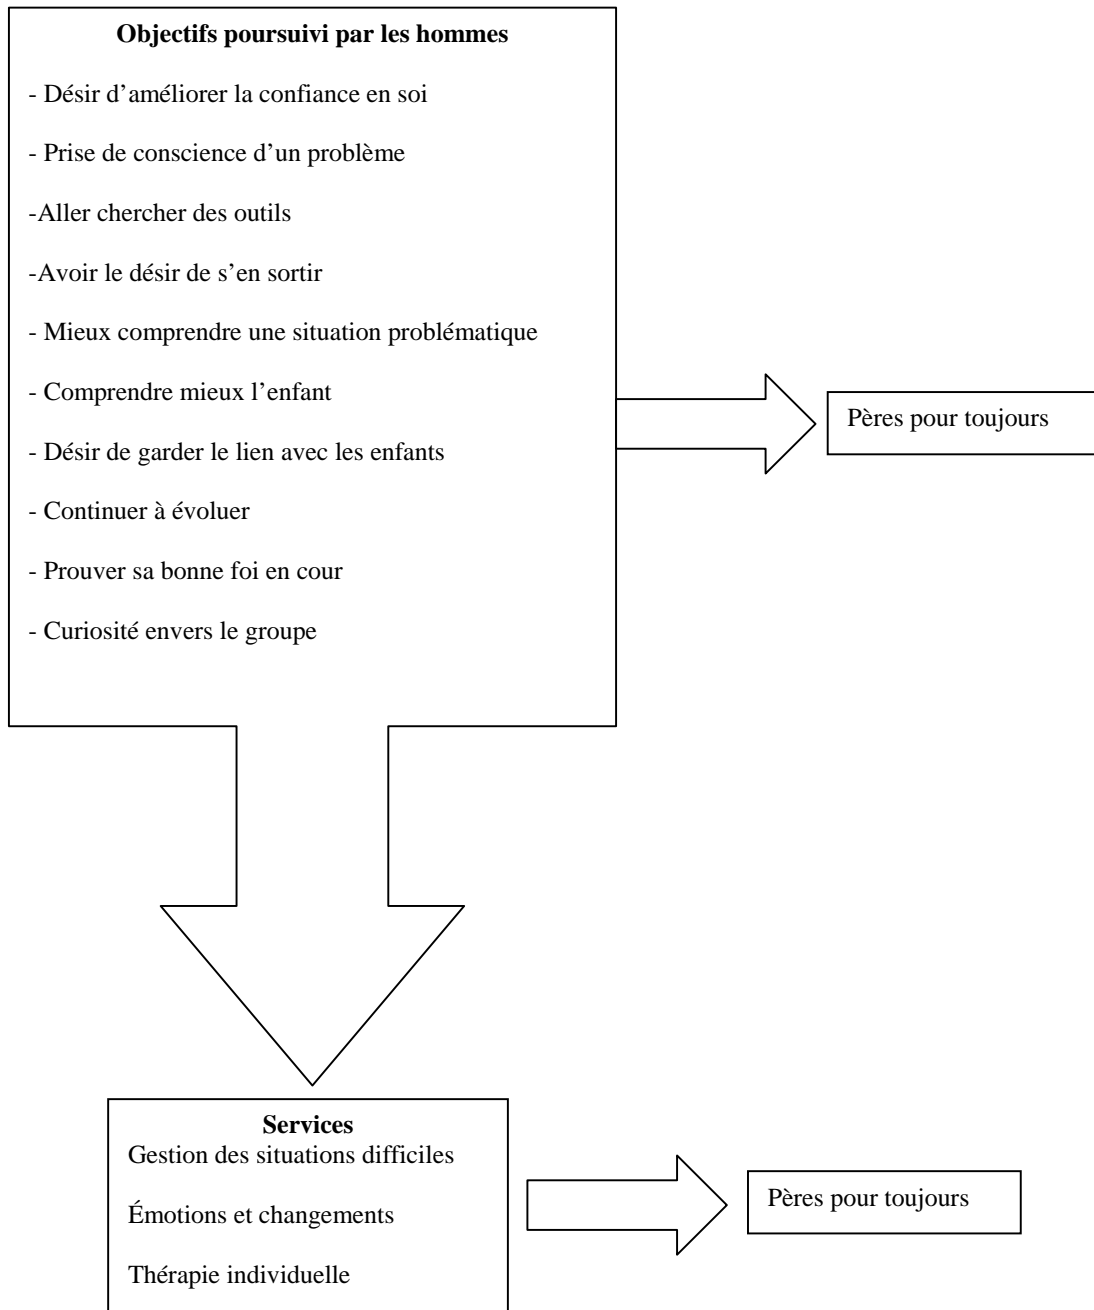 Objectifs poursuivi par les hommes
- Désir d’améliorer la confiance en soi
- Prise de conscience d’un problème
-Aller chercher des outils
-Avoir le désir de s’en sortir
- Mieux comprendre une situation problématique
- Comprendre mieux l’enfant
- Désir de garder le lien avec les enfants
- Continuer à évoluer
- Prouver sa bonne foi en cour
- Curiosité envers le groupe
Pères pour toujours
Services
Gestion des situations difficiles
Émotions et changements
Thérapie individuelle
Pères pour toujours